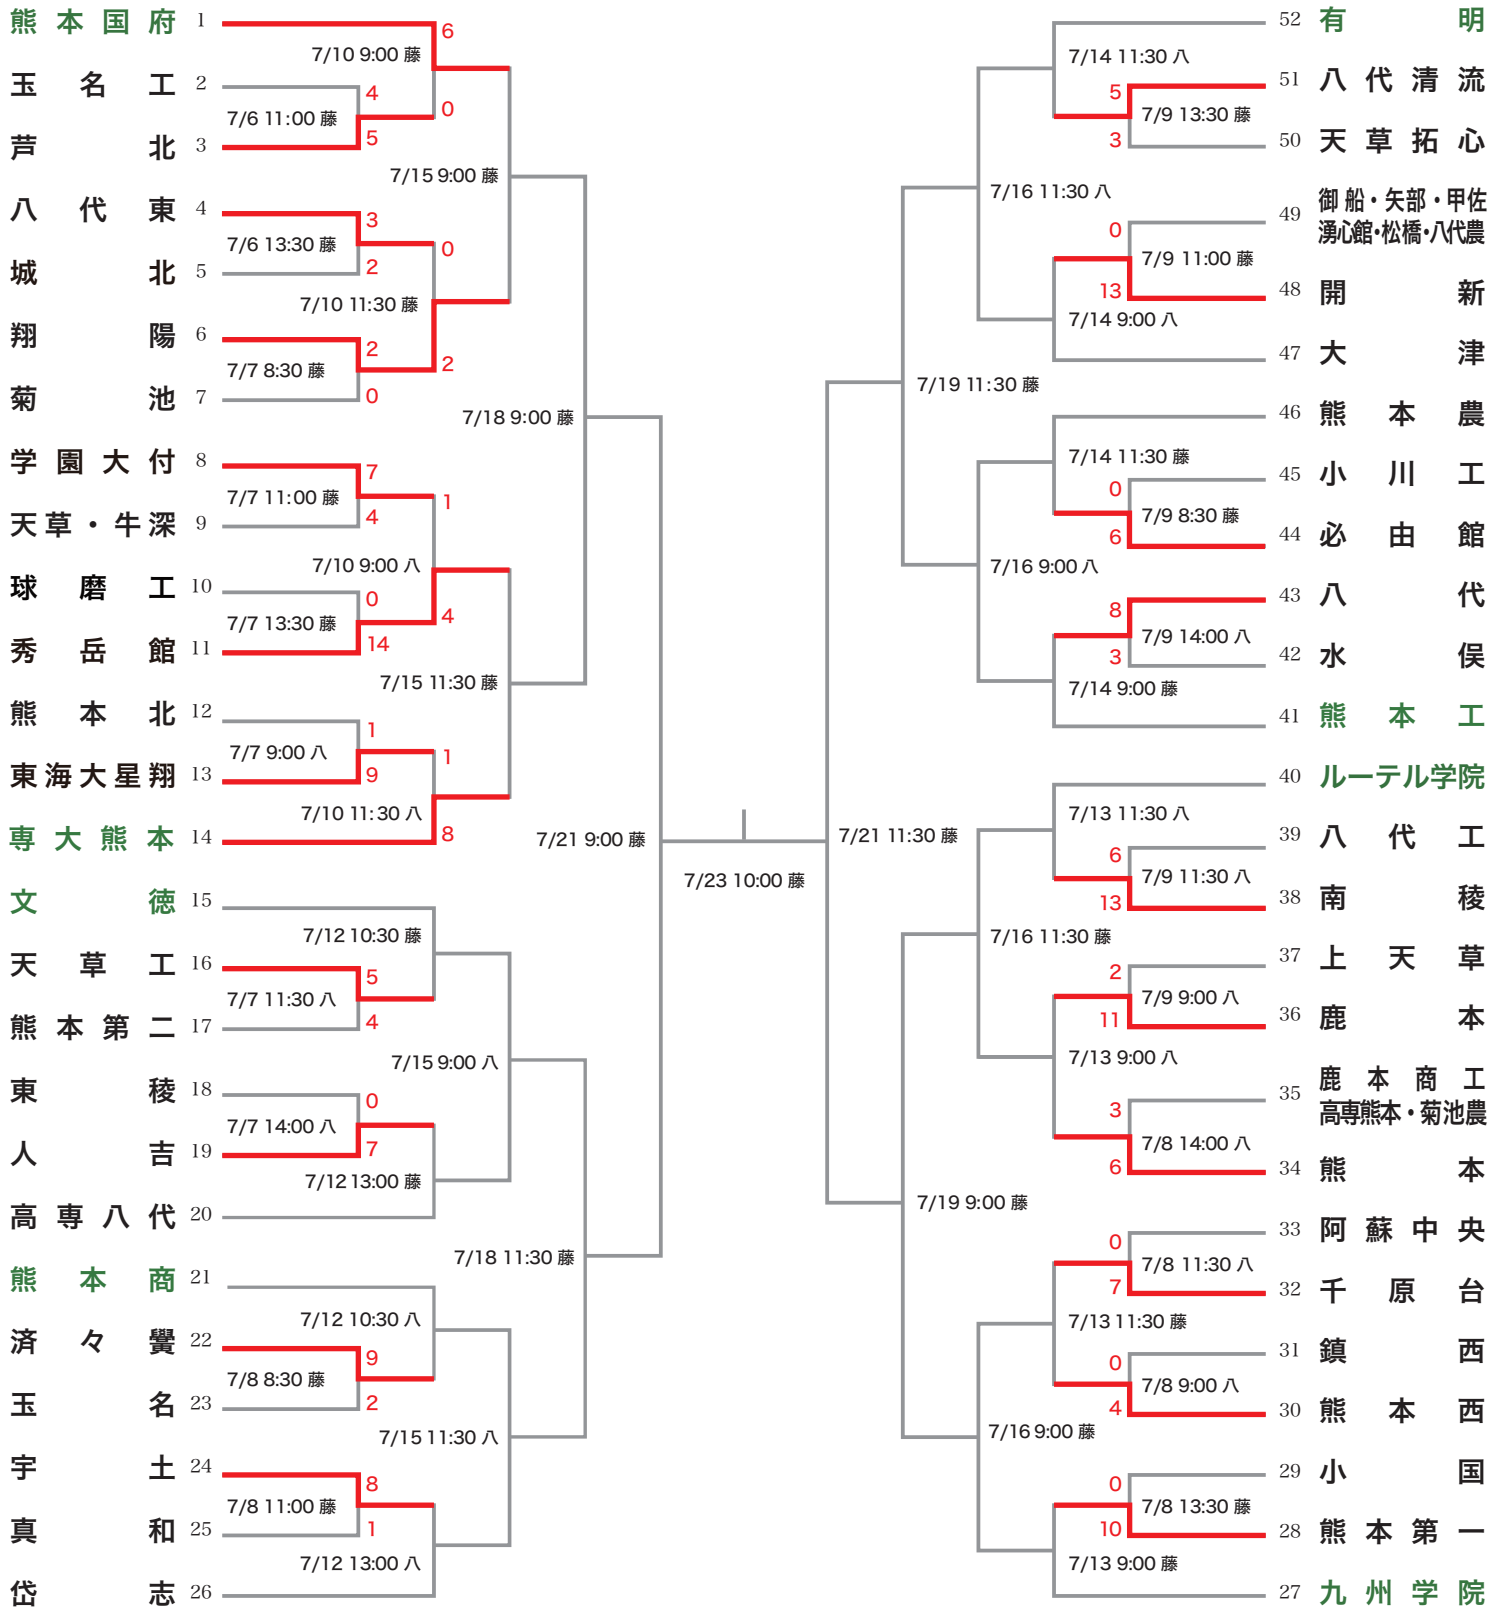 熊本国府 1
玉名工 2
芦北 3
八代東 4
城北 5
翔陽 6
菊池 7
学園大付 8
天草・牛深 9
球磨工 10
秀岳館 11
熊本北 12
東海大星翔 13
専大熊本 14
文徳 15
天草工 16
熊本第二 17
東稜 18
人吉 19
高専八代 20
熊本商 21
済々黌 22
玉名 23
宇土 24
真和 25
岱志 26
7/10 9:00 藤
6
0
7/6 11:00 藤
4
5
7/15 9:00 藤
7/6 13:30 藤
3
2
7/10 11:30 藤
0
2
7/7 8:30 藤
2
0
7/18 9:00 藤
7/7 11:00 藤
7
4
7/10 9:00 八
1
4
7/7 13:30 藤
0
14
7/15 11:30 藤
7/7 9:00 八
1
9
7/10 11:30 八
1
8
7/21 9:00 藤
7/12 10:30 藤
7/7 11:30 八
5
4
7/15 9:00 八
7/7 14:00 八
0
7
7/12 13:00 藤
7/18 11:30 藤
7/12 10:30 八
7/8 8:30 藤
9
2
7/15 11:30 八
7/8 11:00 藤
8
1
7/12 13:00 八
7/23 10:00 藤
52 有明
51 八代清流
50 天草拓心
49 御船・矢部・甲佐
湧心館・松橋・八代農
48 開新
47 大津
46 熊本農
45 小川工
44 必由館
43 八代
42 水俣
41 熊本工
40 ルーテル学院
39 八代工
38 南稜
37 上天草
36 鹿本
35 鹿本商工
高専熊本・菊池農
34 熊本
33 阿蘇中央
32 千原台
31 鎮西
30 熊本西
29 小国
28 熊本第一
27 九州学院
7/14 11:30 八
5
3
7/9 13:30 藤
7/16 11:30 八
0
13
7/9 11:00 藤
7/14 9:00 八
7/19 11:30 藤
7/14 11:30 藤
0
6
7/9 8:30 藤
7/16 9:00 八
8
3
7/9 14:00 八
7/14 9:00 藤
7/21 11:30 藤
7/13 11:30 八
6
13
7/9 11:30 八
7/16 11:30 藤
2
11
7/9 9:00 八
7/13 9:00 八
3
6
7/8 14:00 八
7/19 9:00 藤
0
7
7/8 11:30 八
7/13 11:30 藤
0
4
7/8 9:00 八
7/16 9:00 藤
0
10
7/8 13:30 藤
7/13 9:00 藤